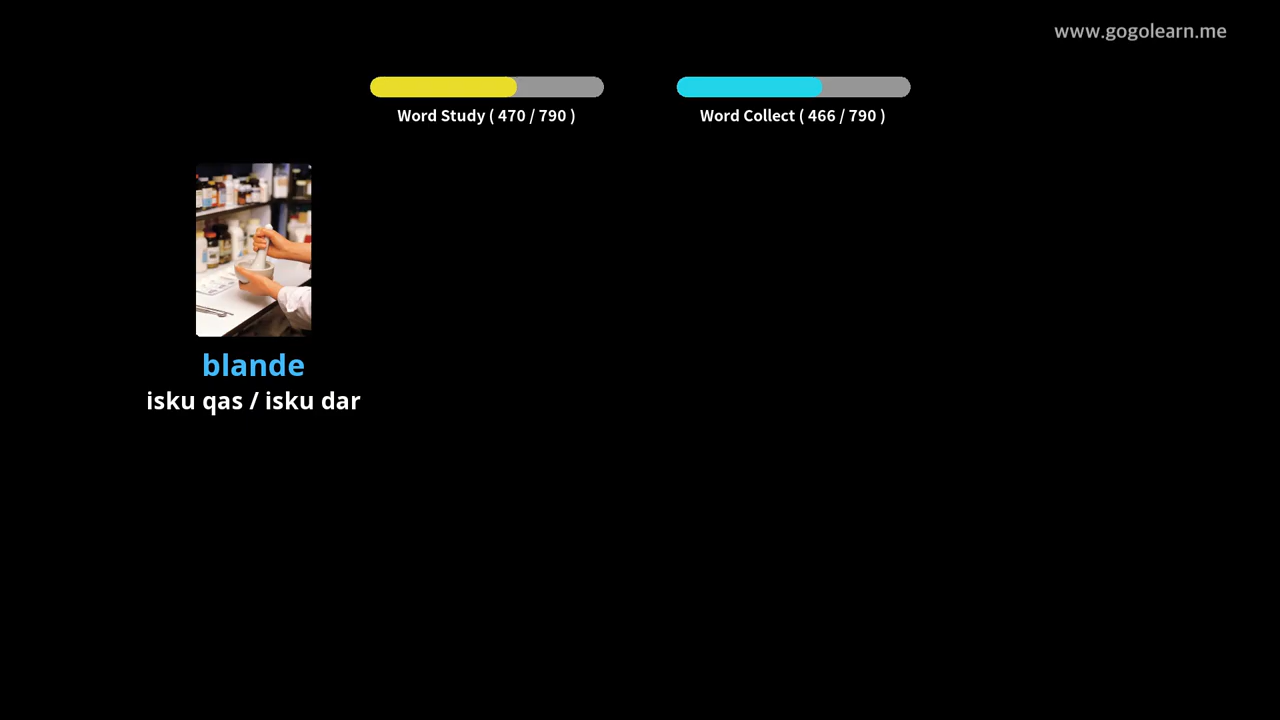 www.gogolearn.me
Word Study ( 470 / 790 )
Word Collect ( 466 / 790 )
blande
isku qas / isku dar